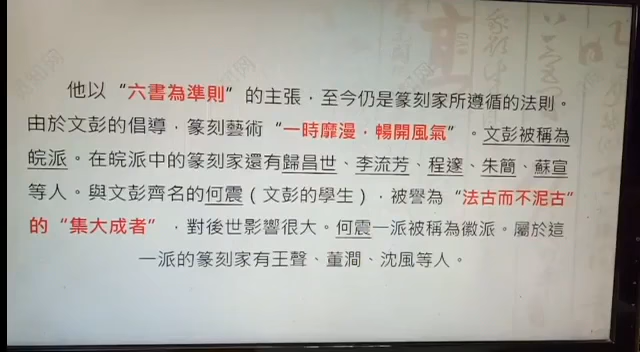 他以“六書為準則”的主張，至今仍是篆刻家所遵循的法則。
由於文彭的倡導，篆刻藝術“一時靡漫，暢開風氣”。文彭被稱為
皖派。在皖派中的篆刻家還有歸昌世、李流芳、程邃、朱簡、蘇宣
等人。與文彭齊名的何震（文彭的學生），被譽為“法古而不泥古”
的“集大成者”，對後世影響很大。何震一派被稱為徽派。屬於這
一派的篆刻家有王聲、董澗、沈風等人。